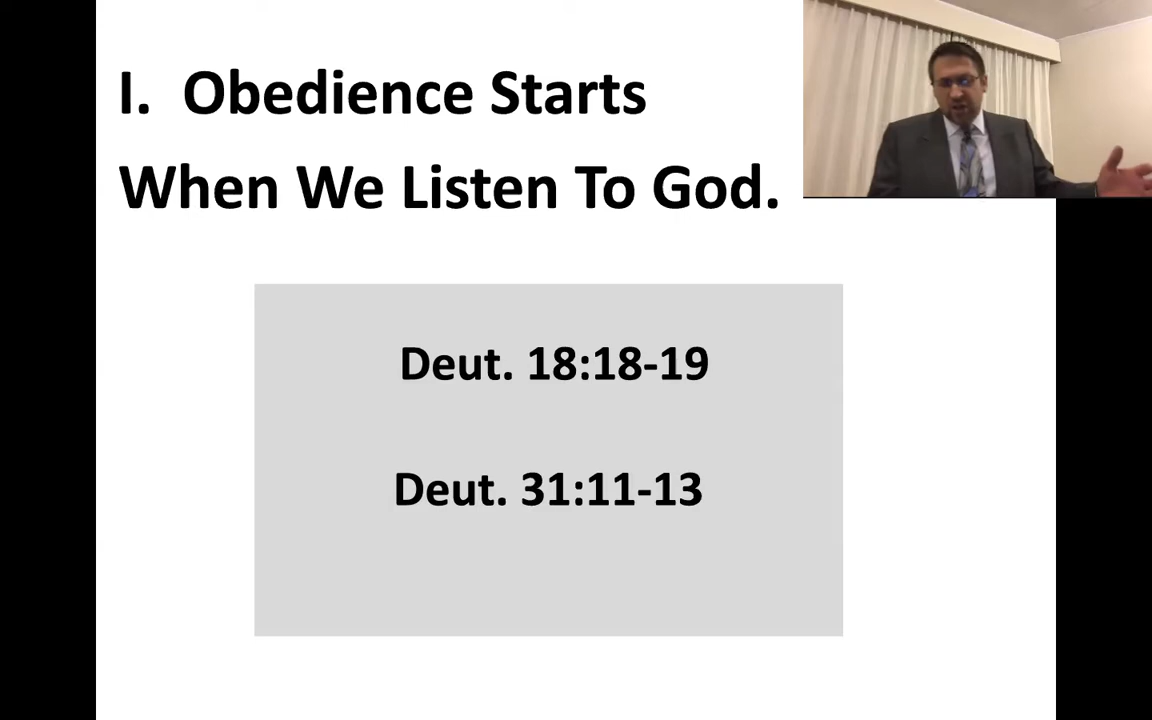 I. Obedience Starts
When We Listen To God.
Deut. 18:18-19
Deut. 31:11-13